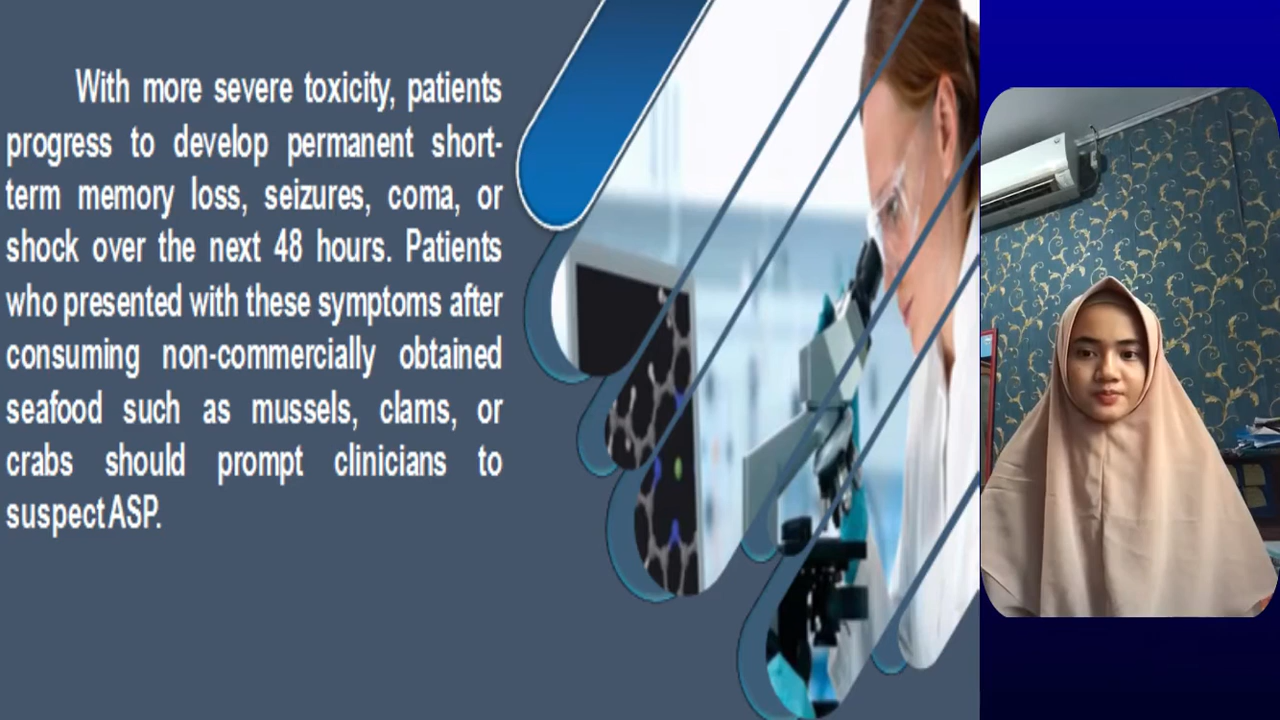 With more severe toxicity, patients
progress to develop permanent short-
term memory loss, seizures, coma, or
shock over the next 48 hours. Patients
who presented with these symptoms after
consuming non-commercially obtained
seafood such as mussels, clams, or
crabs should prompt clinicians to
suspect ASP.